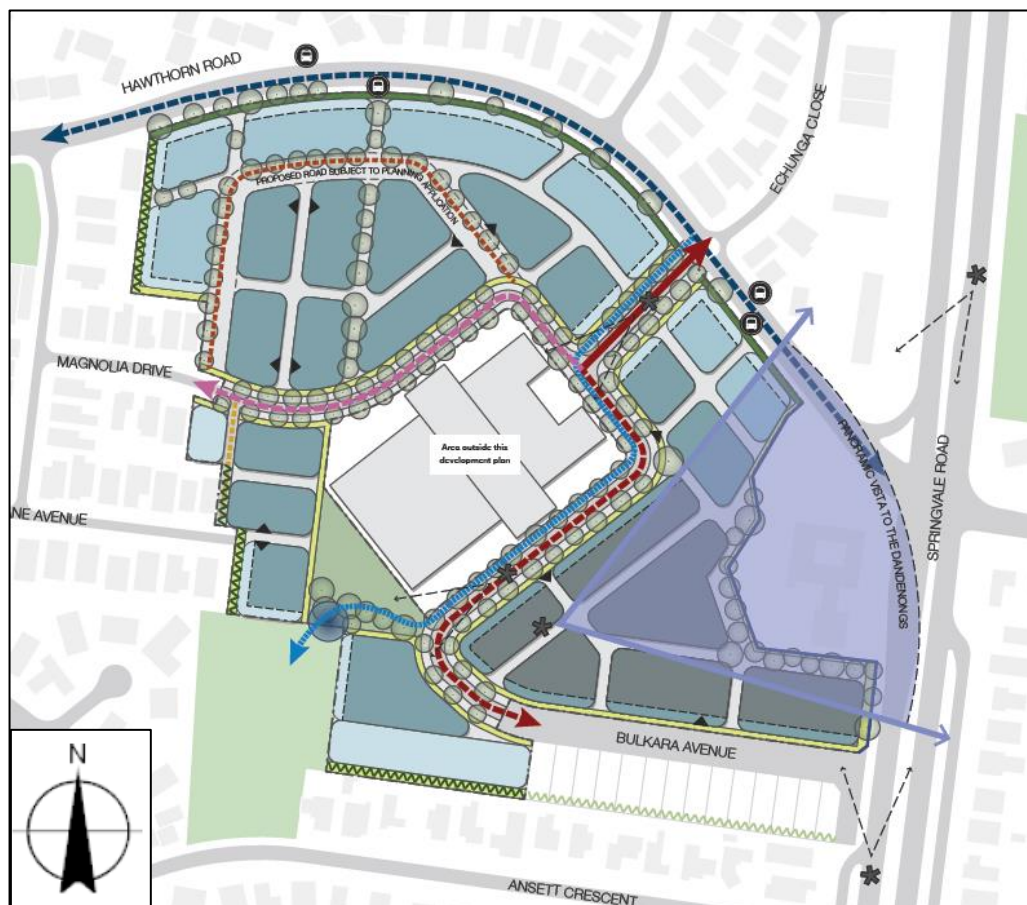 HAWTHORN ROAD
ECHUNGA CLOSE
PROPOSED ROAD SUBJECT TO PLANNING APPLICATION
MAGNOLIA DRIVE
Area outside this
development plan
PANORAMIC VISTA TO THE DANDENONGS
SPRINGVALE ROAD
NE AVENUE
BULKARA AVENUE
N
ANSETT CRESCENT